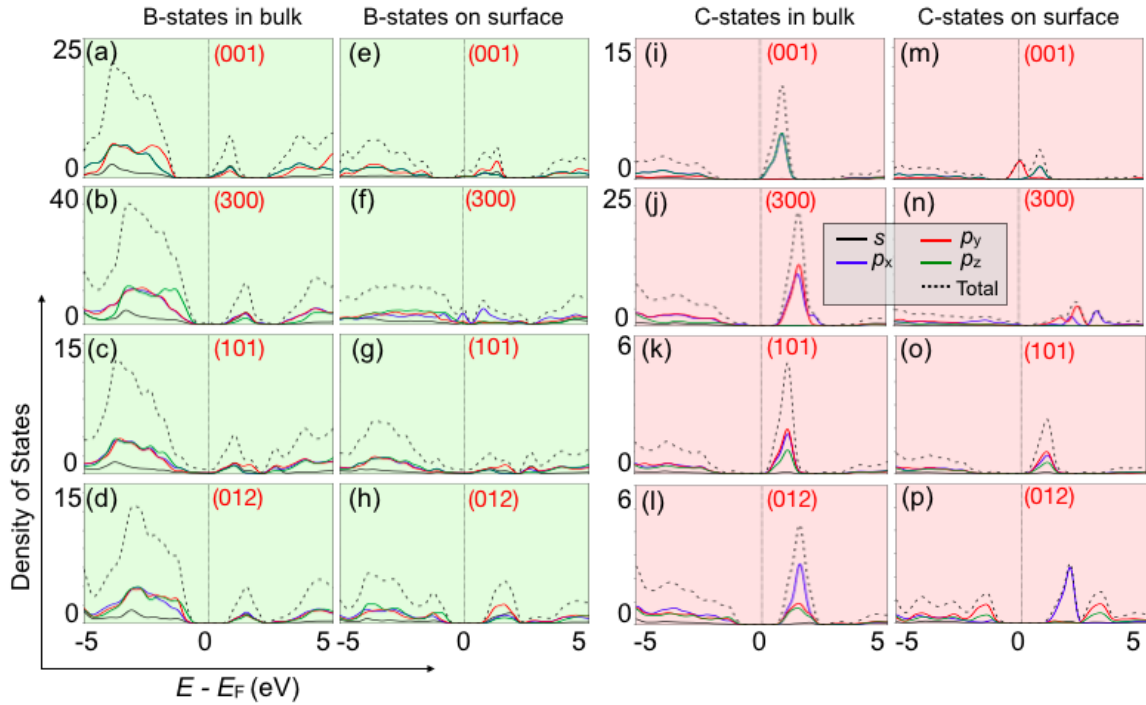 B-states in bulk B-states on surface C-states in bulk C-states on surface
25 (a) (001) (e) (001) 15 (i) (001) (m) (001)
0 0
40 (b) (300) (f) (300) 25 (j) (300) (n) (300)
s py
px pz
Total
0 0
15 (c) (101) (g) (101) 6 (k) (101) (o) (101)
0 0
15 (d) (012) (h) (012) 6 (l) (012) (p) (012)
0 0
-5 0 5 -5 0 5 -5 0 5 -5 0 5
Density of States
E - EF (eV)